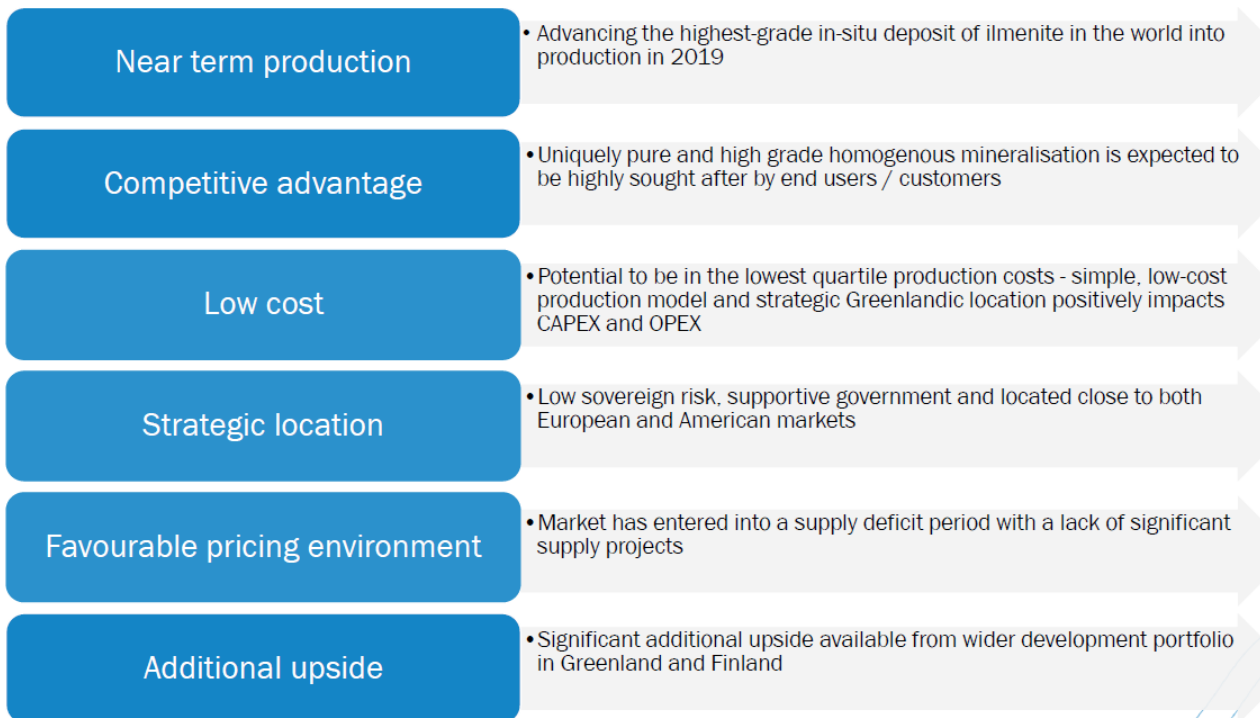 Near term production
• Advancing the highest-grade in-situ deposit of ilmenite in the world into
production in 2019
Competitive advantage
•Uniquely pure and high grade homogenous mineralisation is expected to
be highly sought after by end users / customers
Low cost
•Potential to be in the lowest quartile production costs - simple, low-cost
production model and strategic Greenlandic location positively impacts
CAPEX and OPEX
Strategic location
•Low sovereign risk, supportive government and located close to both
European and American markets
Favourable pricing environment
•Market has entered into a supply deficit period with a lack of significant
supply projects
Additional upside
•Significant additional upside available from wider development portfolio
in Greenland and Finland